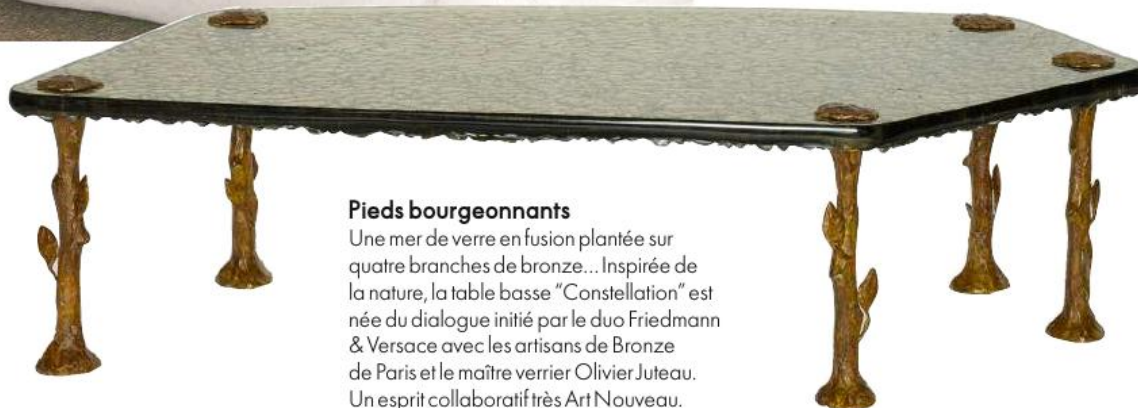 Pieds bourgeonnants
Une mer de verre en fusion plantée sur
quatre branches de bronze... Inspirée de
la nature, la table basse “Constellation” est
née du dialogue initié par le duo Friedmann
& Versace avec les artisans de Bronze
de Paris et le maître verrier Olivier Juteau.
Un esprit collaboratif très Art Nouveau.